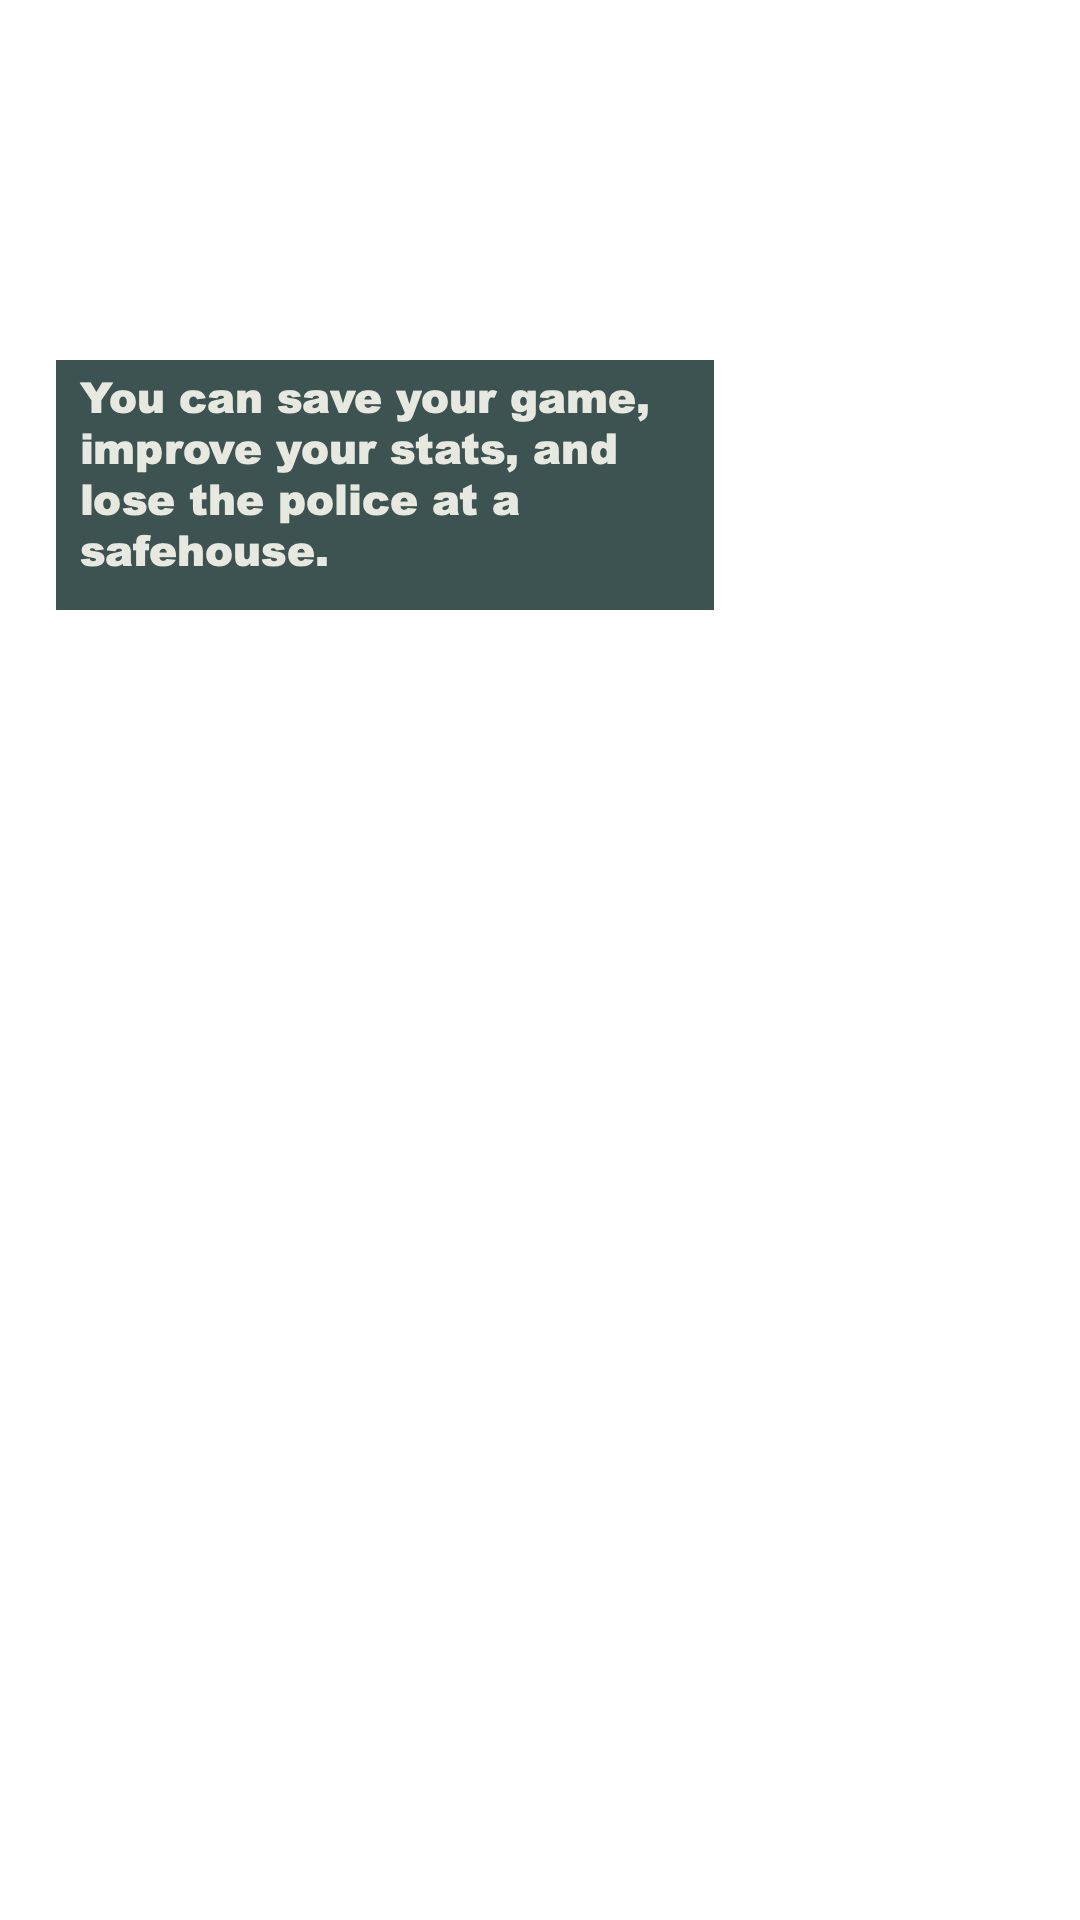 You can save your game,
improve your stats, and
lose the police at a
safehouse.